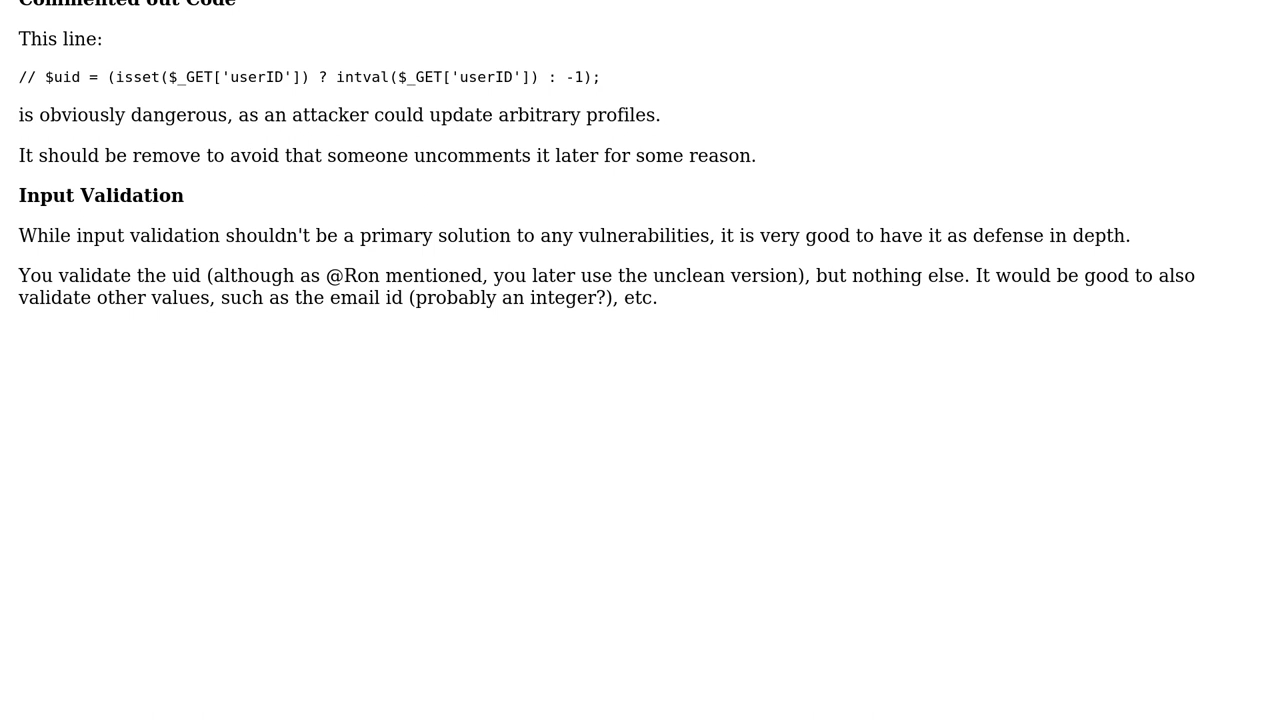 Commented out Code
This line:
// $uid = (isset($_GET['userID']) ? intval($_GET['userID']) : -1);
is obviously dangerous, as an attacker could update arbitrary profiles.
It should be remove to avoid that someone uncomments it later for some reason.
Input Validation
While input validation shouldn't be a primary solution to any vulnerabilities, it is very good to have it as defense in depth.
You validate the uid (although as @Ron mentioned, you later use the unclean version), but nothing else. It would be good to also
validate other values, such as the email id (probably an integer?), etc.